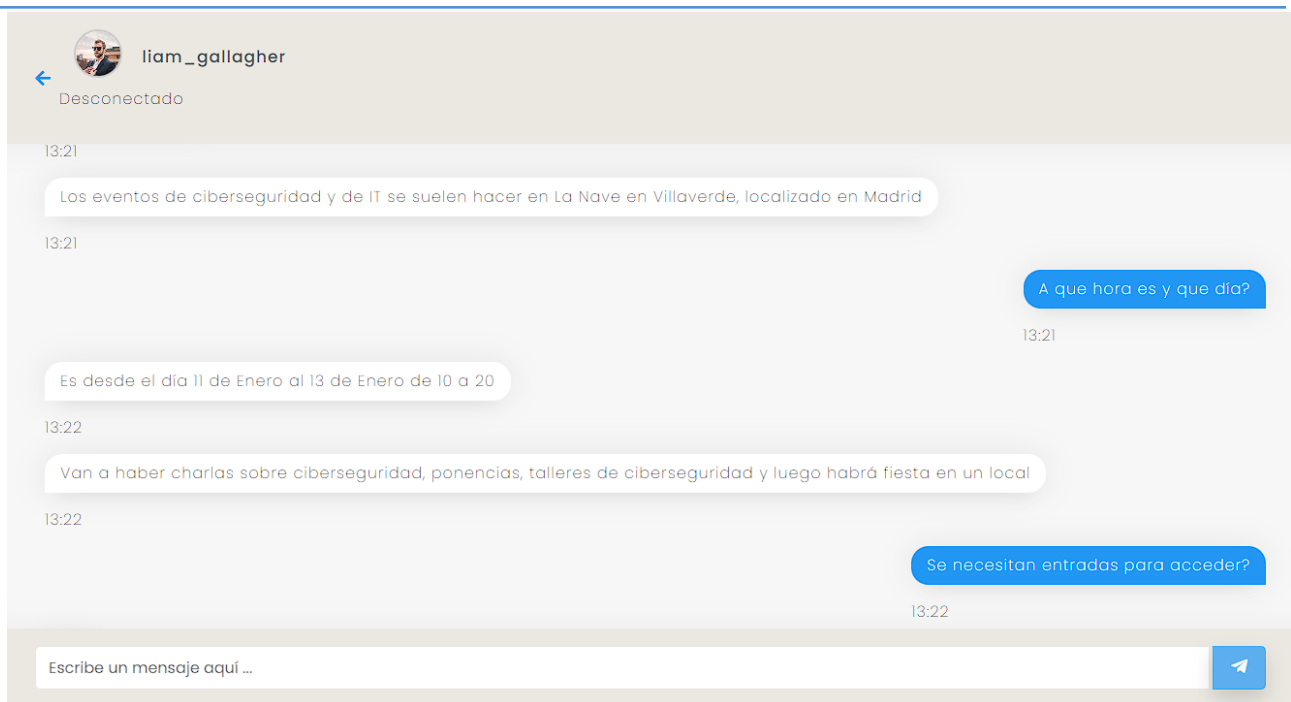 liam_gallagher
Desconectado
13:21
Los eventos de ciberseguridad y de IT se suelen hacer en La Nave en Villaverde, localizado en Madrid
13:21
A que hora es y que día?
13:21
Es desde el día 11 de Enero al 13 de Enero de 10 a 20
13:22
Van a haber charlas sobre ciberseguridad, ponencias, talleres de ciberseguridad y luego habrá fiesta en un local
13:22
Se necesitan entradas para acceder?
13:22
Escribe un mensaje aquí ...